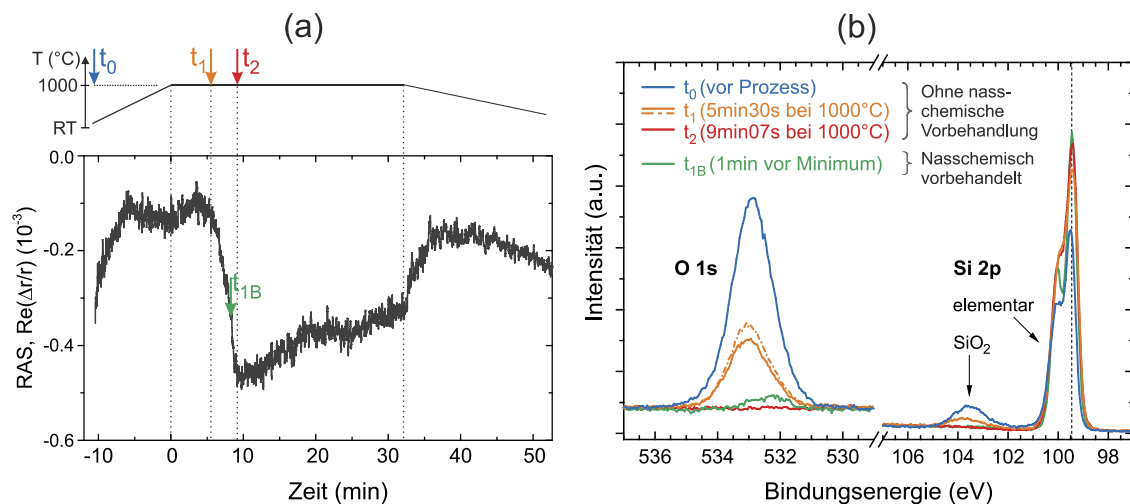 (a)
T (°C)
t₀
t₁
t₂
1000
RT
0.0
-0.2
-0.4
-0.6
RAS, Re(Δr/r) (10⁻³)
t₁B
-10 0 10 20 30 40 50
Zeit (min)
(b)
t₀ (vor Prozess)
t₁ (5min30s bei 1000°C)
t₂ (9min07s bei 1000°C)
Ohne nass-
chemische
Vorbehandlung
t₁B (1min vor Minimum)
Nasschemisch
vorbehandelt
Intensität (a.u.)
O 1s
Si 2p
elementar
SiO₂
536 534 532 530 106 104 102 100 98
Bindungsenergie (eV)